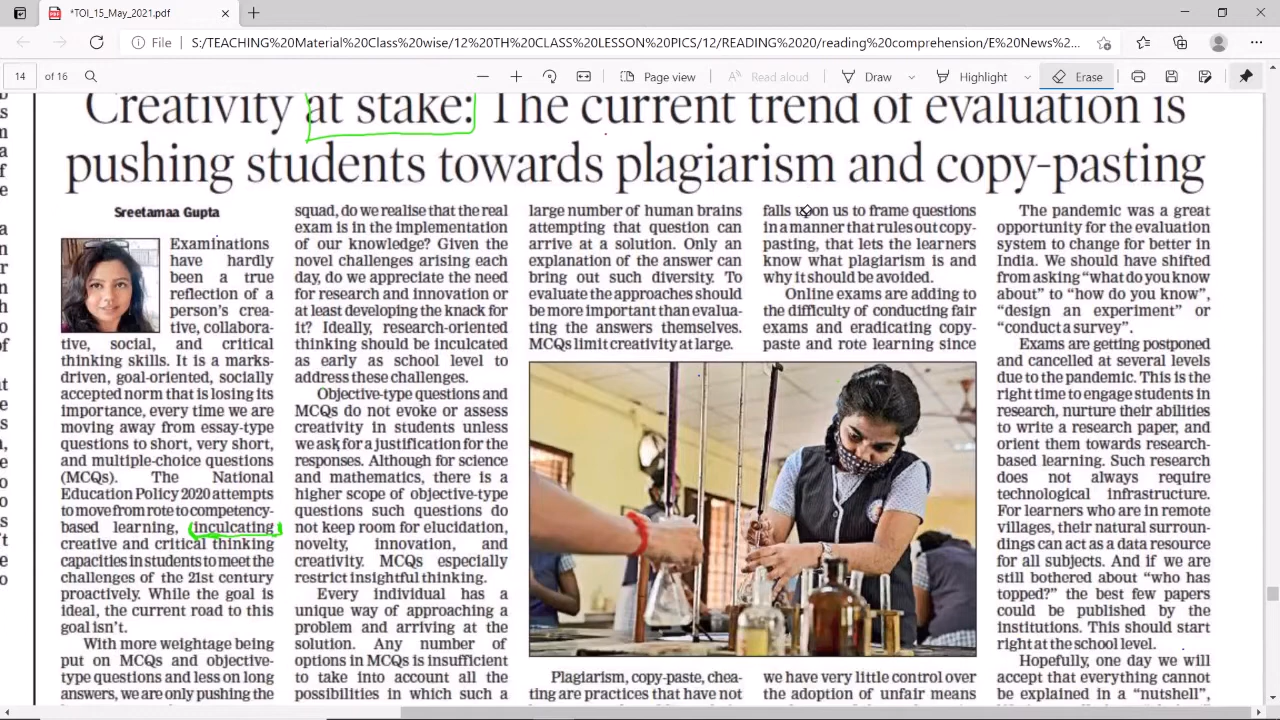 *TOI_15_May_2021.pdf
File
S:/TEACHING%20Material%20Class%20wise/12%20TH%20CLASS%20LESSON%20PICS/12/READING%202020/reading%20comprehension/E%20News%2...
14 of 16
Page view
Read aloud
Draw
Highlight
Erase
Creativity at stake: The current trend of evaluation is
pushing students towards plagiarism and copy-pasting
Sreetamaa Gupta
Examinations
have hardly
been a true
reflection of a
person's crea-
tive, collabora-
tive, social, and critical
thinking skills. It is a marks-
driven, goal-oriented, socially
accepted norm that is losing its
importance, every time we are
moving away from essay-type
questions to short, very short,
and multiple-choice questions
(MCQs). The National
Education Policy 2020 attempts
to move from rote to competency-
based learning, inculcating
creative and critical thinking
capacities in students to meet the
challenges of the 21st century
proactively. While the goal is
ideal, the current road to this
goal isn't.
With more weightage being
put on MCQs and objective-
type questions and less on long
answers, we are only pushing the
squad, do we realise that the real
exam is in the implementation
of our knowledge? Given the
novel challenges arising each
day, do we appreciate the need
for research and innovation or
at least developing the knack for
it? Ideally, research-oriented
thinking should be inculcated
as early as school level to
address these challenges.
Objective-type questions and
MCQs do not evoke or assess
creativity in students unless
we ask for a justification for the
responses. Although for science
and mathematics, there is a
higher scope of objective-type
questions such questions do
not keep room for elucidation,
novelty, innovation, and
creativity. MCQs especially
restrict insightful thinking.
Every individual has a
unique way of approaching a
problem and arriving at the
solution. Any number of
options in MCQs is insufficient
to take into account all the
possibilities in which such a
large number of human brains
attempting that question can
arrive at a solution. Only an
explanation of the answer can
bring out such diversity. To
evaluate the approaches should
be more important than evalua-
ting the answers themselves.
MCQs limit creativity at large.
Plagiarism, copy-paste, chea-
ting are practices that have not
falls upon us to frame questions
in a manner that rules out copy-
pasting, that lets the learners
know what plagiarism is and
why it should be avoided.
Online exams are adding to
the difficulty of conducting fair
exams and eradicating copy-
paste and rote learning since
we have very little control over
the adoption of unfair means
The pandemic was a great
opportunity for the evaluation
system to change for better in
India. We should have shifted
from asking "what do you know
about" to "how do you know",
"design an experiment" or
"conduct a survey".
Exams are getting postponed
and cancelled at several levels
due to the pandemic. This is the
right time to engage students in
research, nurture their abilities
to write a research paper, and
orient them towards research-
based learning. Such research
does not always require
technological infrastructure.
For learners who are in remote
villages, their natural surroun-
dings can act as a data resource
for all subjects. And if we are
still bothered about "who has
topped?" the best few papers
could be published by the
institutions. This should start
right at the school level.
Hopefully, one day we will
accept that everything cannot
be explained in a "nutshell",